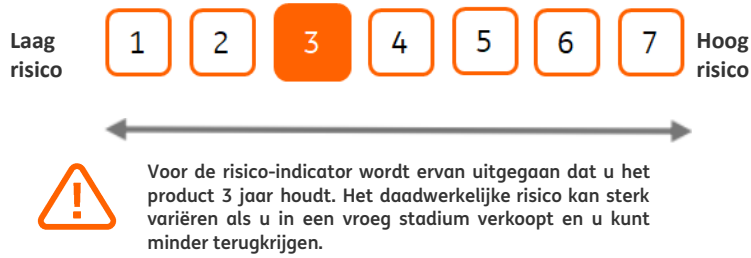 Laag risico 1 2 3 4 5 6 7 Hoog risico
Voor de risico-indicator wordt ervan uitgegaan dat u het
product 3 jaar houdt. Het daadwerkelijke risico kan sterk
variëren als u in een vroeg stadium verkoopt en u kunt
minder terugkrijgen.